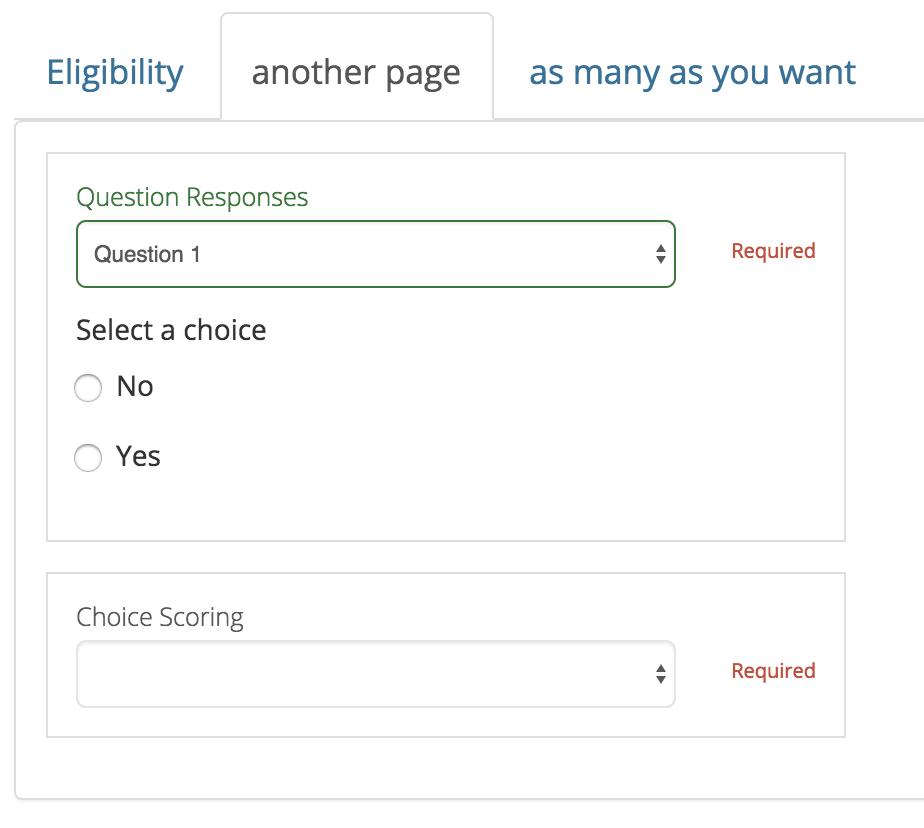 Eligibility another page as many as you want
Question Responses
Question 1
Required
Select a choice
No
Yes
Choice Scoring
Required